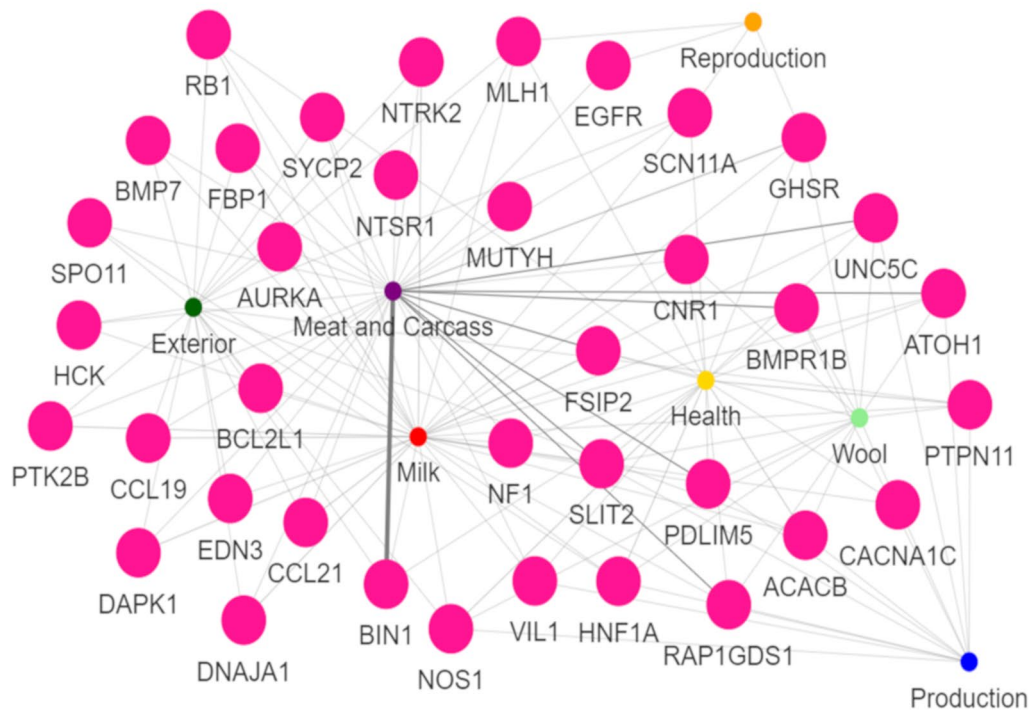 Reproduction
RB1
NTRK2
MLH1
EGFR
SYCP2
SCN11A
BMP7
FBP1
GHSR
NTSR1
MUTYH
SPO11
UNC5C
AURKA
CNR1
Meat and Carcass
Exterior
BMPR1B
ATOH1
HCK
FSIP2
Health
BCL2L1
Wool
PTPN11
PTK2B
CCL19
Milk
NF1
SLIT2
PDLIM5
EDN3
CACNA1C
CCL21
ACACB
DAPK1
BIN1
VIL1
HNF1A
RAP1GDS1
DNAJA1
NOS1
Production